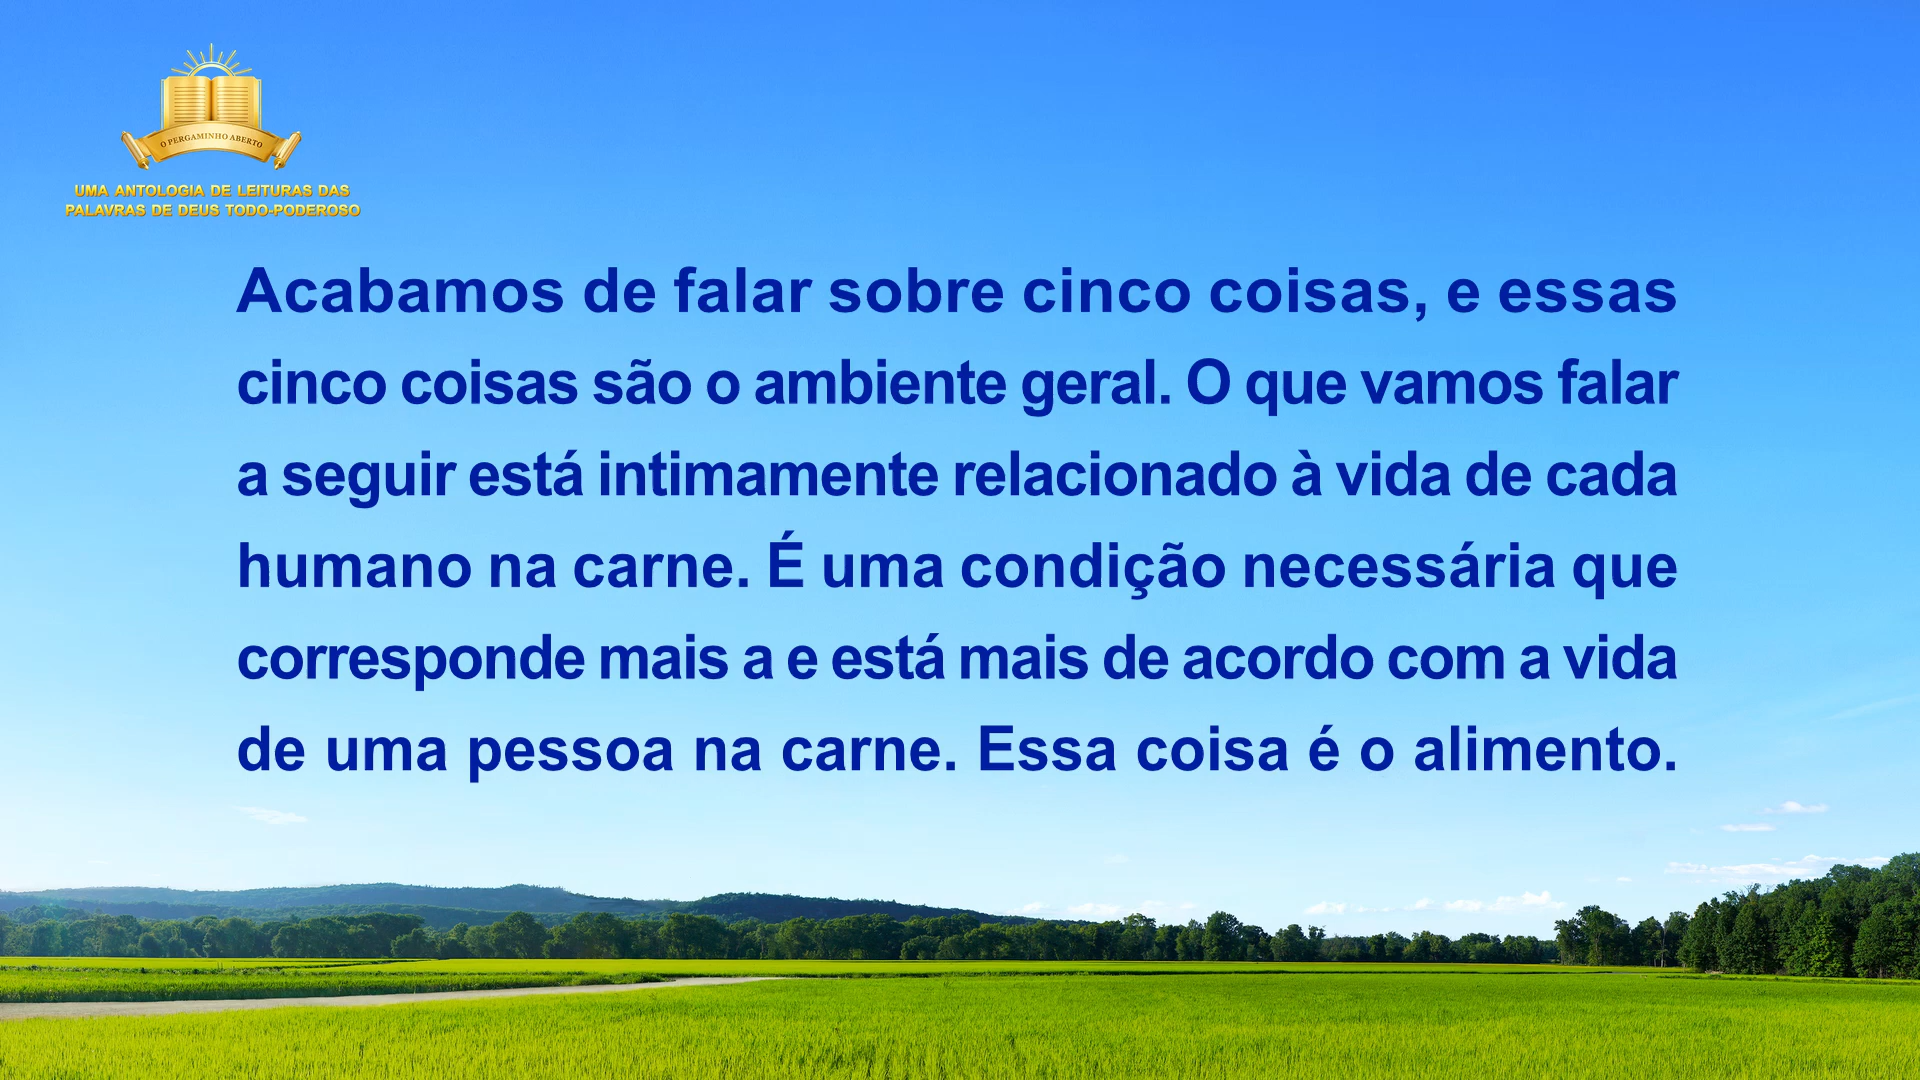 O PERGAMINHO ABERTO
UMA ANTOLOGIA DE LEITURAS DAS
PALAVRAS DE DEUS TODO-PODEROSO
Acabamos de falar sobre cinco coisas, e essas
cinco coisas são o ambiente geral. O que vamos falar
a seguir está intimamente relacionado à vida de cada
humano na carne. É uma condição necessária que
corresponde mais a e está mais de acordo com a vida
de uma pessoa na carne. Essa coisa é o alimento.